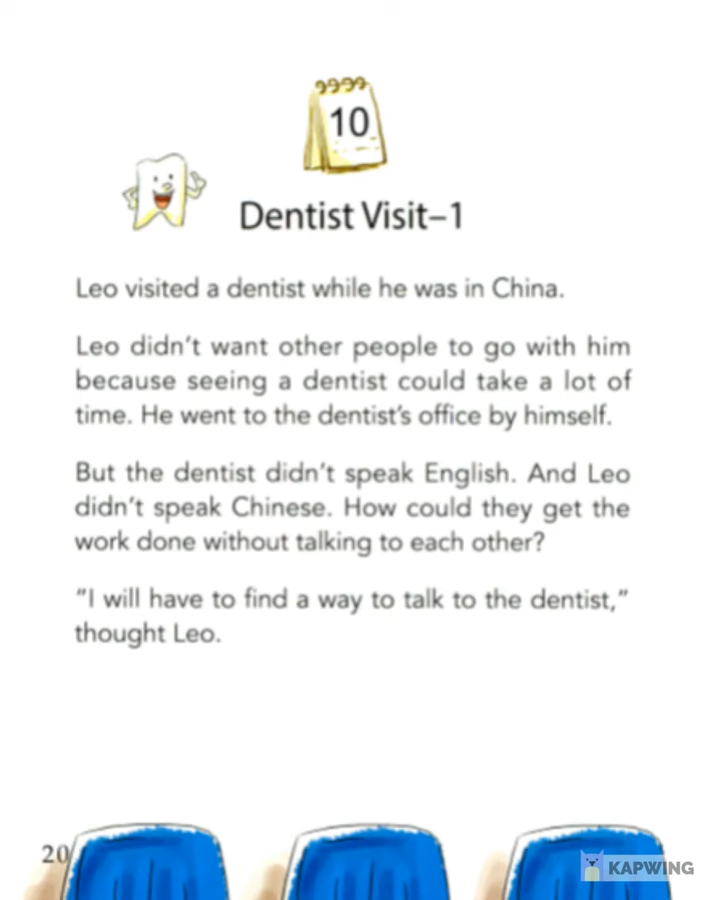 10
Dentist Visit–1
Leo visited a dentist while he was in China.
Leo didn't want other people to go with him
because seeing a dentist could take a lot of
time. He went to the dentist's office by himself.
But the dentist didn't speak English. And Leo
didn't speak Chinese. How could they get the
work done without talking to each other?
"I will have to find a way to talk to the dentist,"
thought Leo.
20
KAPWING